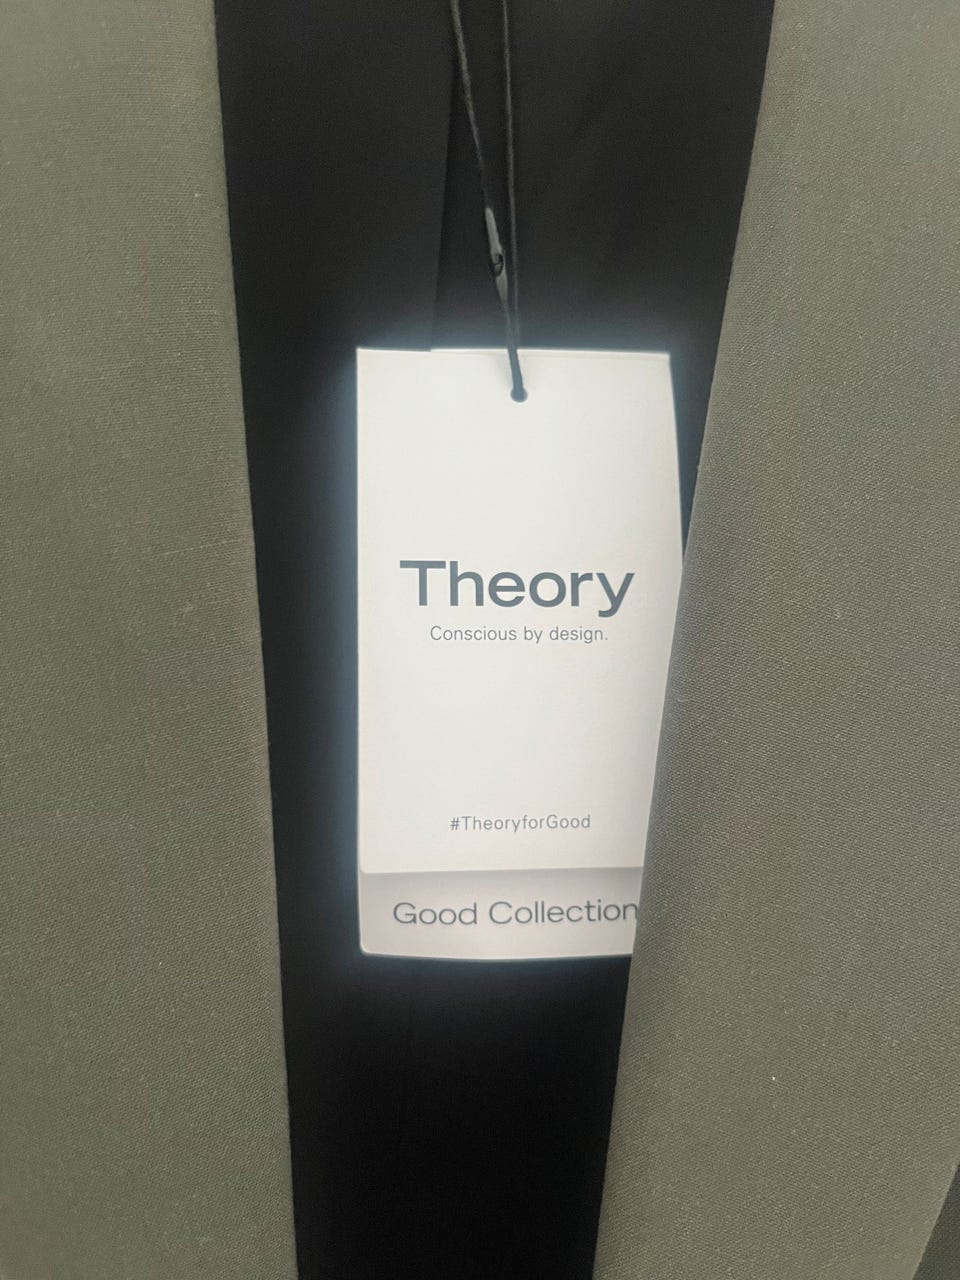 Theory
Conscious by design.
#TheoryforGood
Good Collection